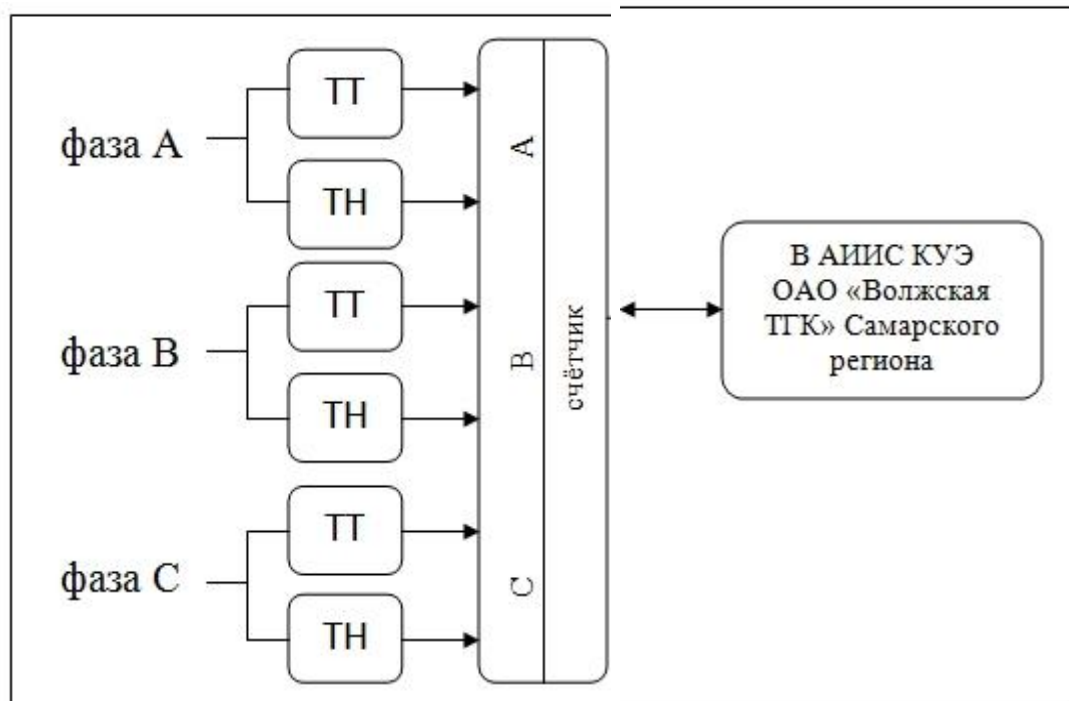 фаза А
ТТ
ТН
А
фаза В
ТТ
ТН
В
фаза С
ТТ
ТН
С
счётчик
В АИИС КУЭ
ОАО «Волжская
ТГК» Самарского
региона